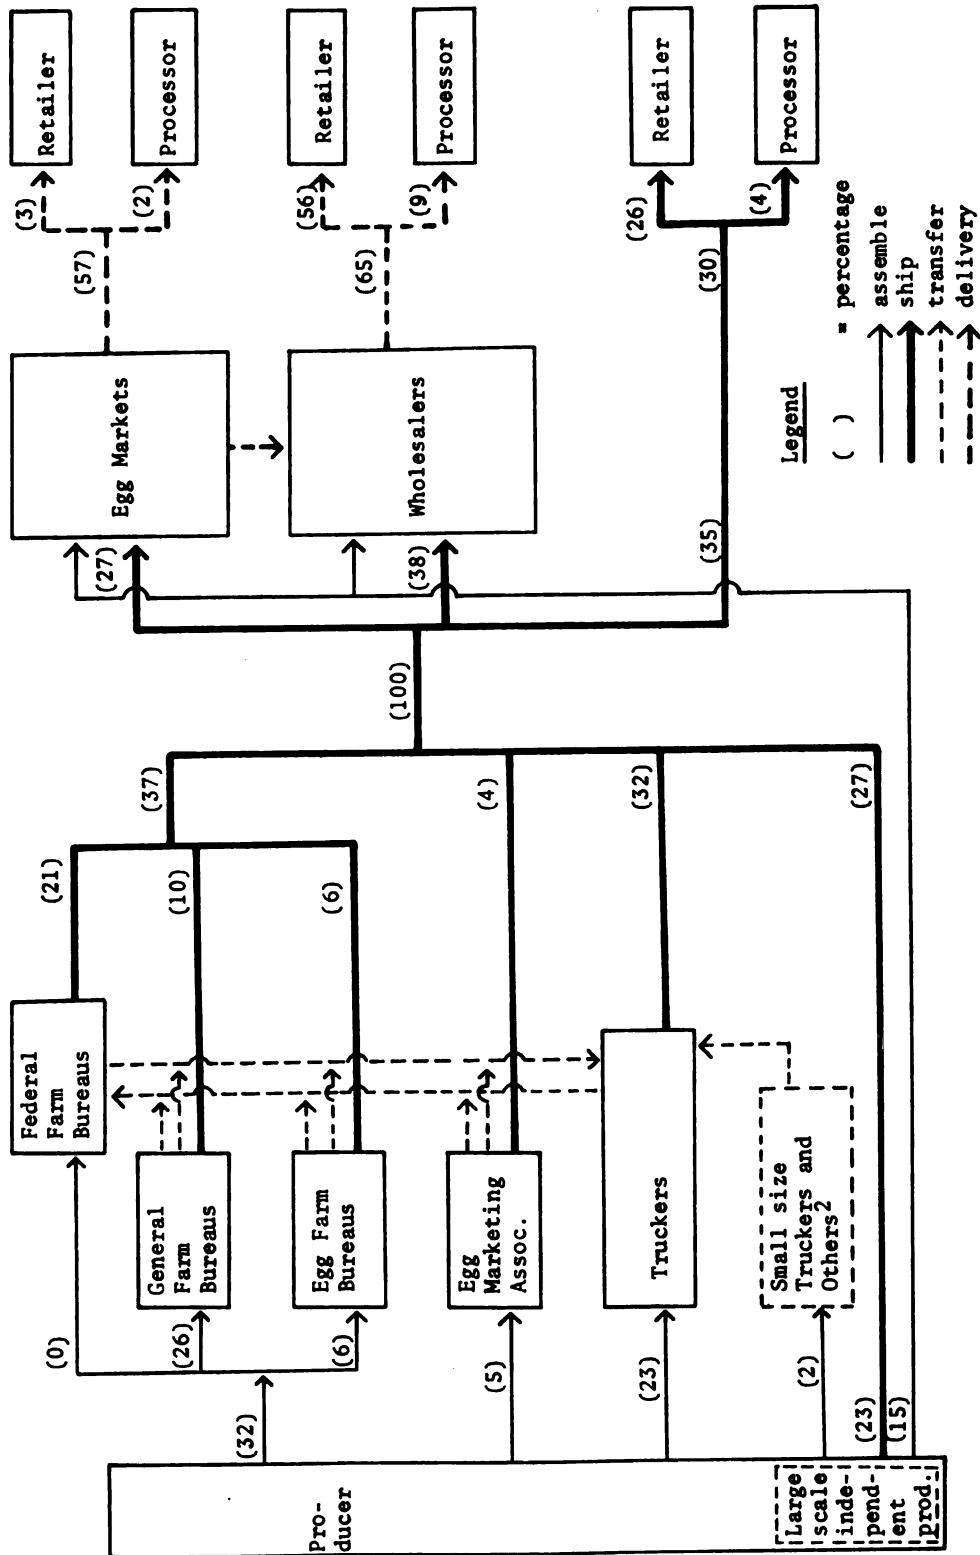 Pro-
ducer
Large
scale
inde-
pend-
ent
prod.
(32)
(5)
(23)
(2)
(23)
(15)
(0)
(26)
(6)
Federal
Farm
Bureaus
General
Farm
Bureaus
Egg Farm
Bureaus
Egg
Marketing
Assoc.
Truckers
Small size
Truckers and
Others2
(21)
(10)
(6)
(37)
(4)
(32)
(27)
(100)
(27)
(38)
(35)
Egg Markets
Wholesalers
(57)
(65)
(30)
(3)
(2)
(56)
(9)
(26)
(4)
Retailer
Processor
Retailer
Processor
Retailer
Processor
Legend
( ) = percentage
assemble
ship
transfer
delivery